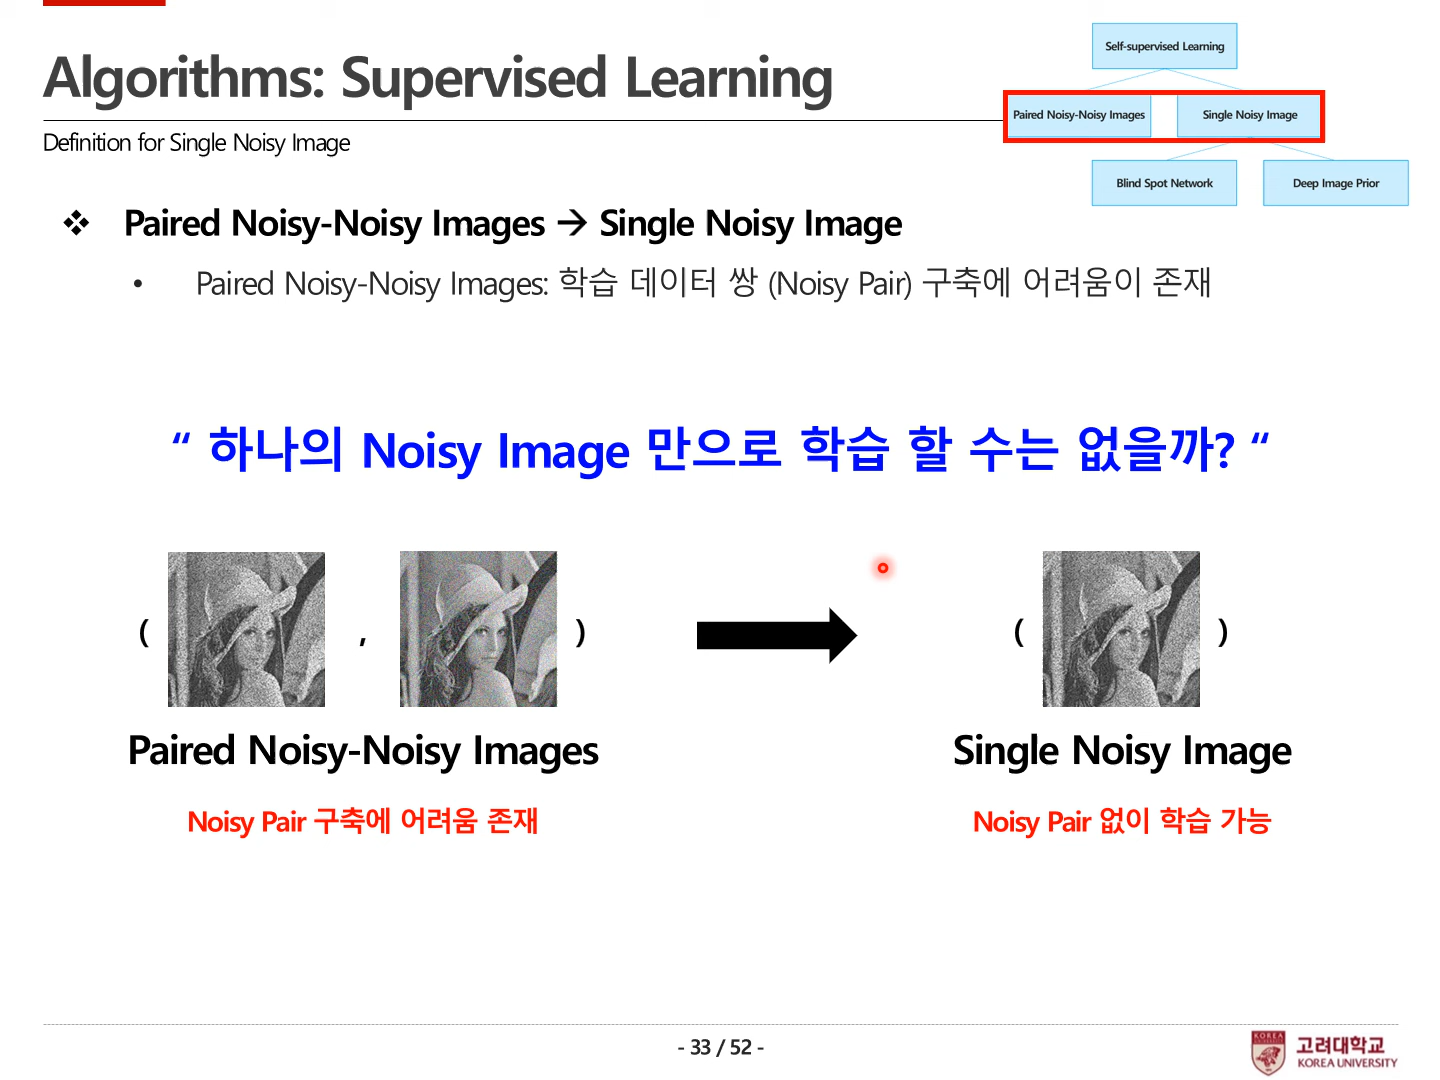 Algorithms: Supervised Learning
Definition for Single Noisy Image
Self-supervised Learning
Paired Noisy-Noisy Images
Single Noisy Image
Blind Spot Network
Deep Image Prior
❖ Paired Noisy-Noisy Images → Single Noisy Image
• Paired Noisy-Noisy Images: 학습 데이터 쌍 (Noisy Pair) 구축에 어려움이 존재
“ 하나의 Noisy Image 만으로 학습 할 수는 없을까? “
( , )
( )
Paired Noisy-Noisy Images
Single Noisy Image
Noisy Pair 구축에 어려움 존재
Noisy Pair 없이 학습 가능
- 33 / 52 -
KOREA
고려대학교
KOREA UNIVERSITY